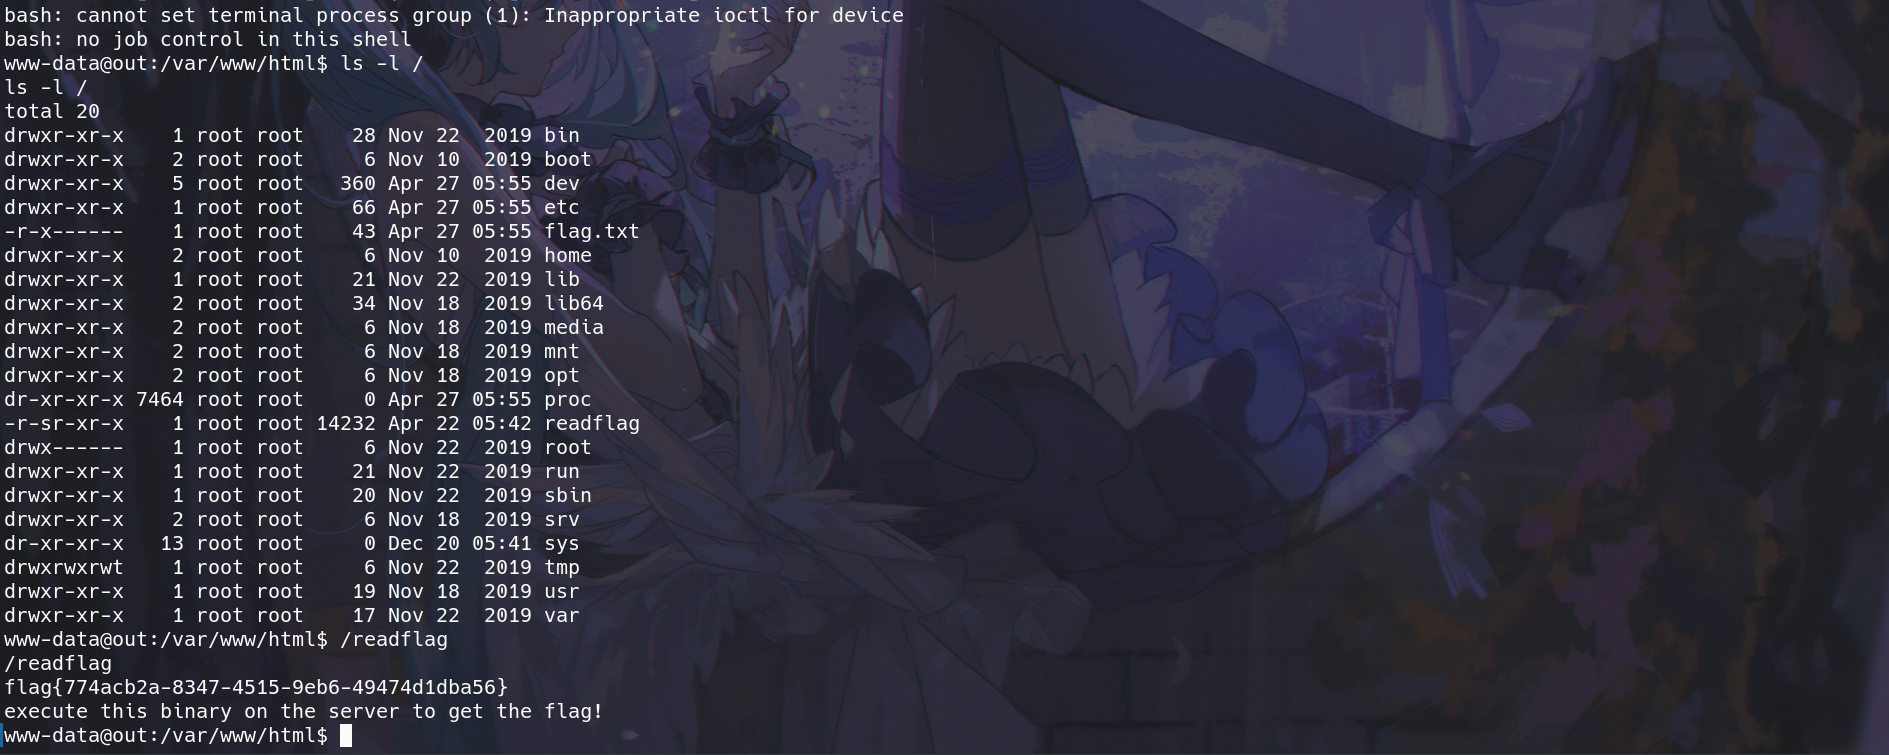 bash: cannot set terminal process group (1): Inappropriate ioctl for device
bash: no job control in this shell
www-data@out:/var/www/html$ ls -l /
ls -l /
total 20
drwxr-xr-x    1 root root    28 Nov 22  2019 bin
drwxr-xr-x    2 root root     6 Nov 10  2019 boot
drwxr-xr-x    5 root root   360 Apr 27 05:55 dev
drwxr-xr-x    1 root root    66 Apr 27 05:55 etc
-r-x------    1 root root    43 Apr 27 05:55 flag.txt
drwxr-xr-x    2 root root     6 Nov 10  2019 home
drwxr-xr-x    1 root root    21 Nov 22  2019 lib
drwxr-xr-x    2 root root    34 Nov 18  2019 lib64
drwxr-xr-x    2 root root     6 Nov 18  2019 media
drwxr-xr-x    2 root root     6 Nov 18  2019 mnt
drwxr-xr-x    2 root root     6 Nov 18  2019 opt
dr-xr-xr-x 7464 root root     0 Apr 27 05:55 proc
-r-sr-xr-x    1 root root 14232 Apr 22 05:42 readflag
drwx------    1 root root     6 Nov 22  2019 root
drwxr-xr-x    1 root root    21 Nov 22  2019 run
drwxr-xr-x    1 root root    20 Nov 22  2019 sbin
drwxr-xr-x    2 root root     6 Nov 18  2019 srv
dr-xr-xr-x   13 root root     0 Dec 20 05:41 sys
drwxrwxrwt    1 root root     6 Nov 22  2019 tmp
drwxr-xr-x    1 root root    19 Nov 18  2019 usr
drwxr-xr-x    1 root root    17 Nov 22  2019 var
www-data@out:/var/www/html$ /readflag
/readflag
flag{774acb2a-8347-4515-9eb6-49474d1dba56}
execute this binary on the server to get the flag!
www-data@out:/var/www/html$